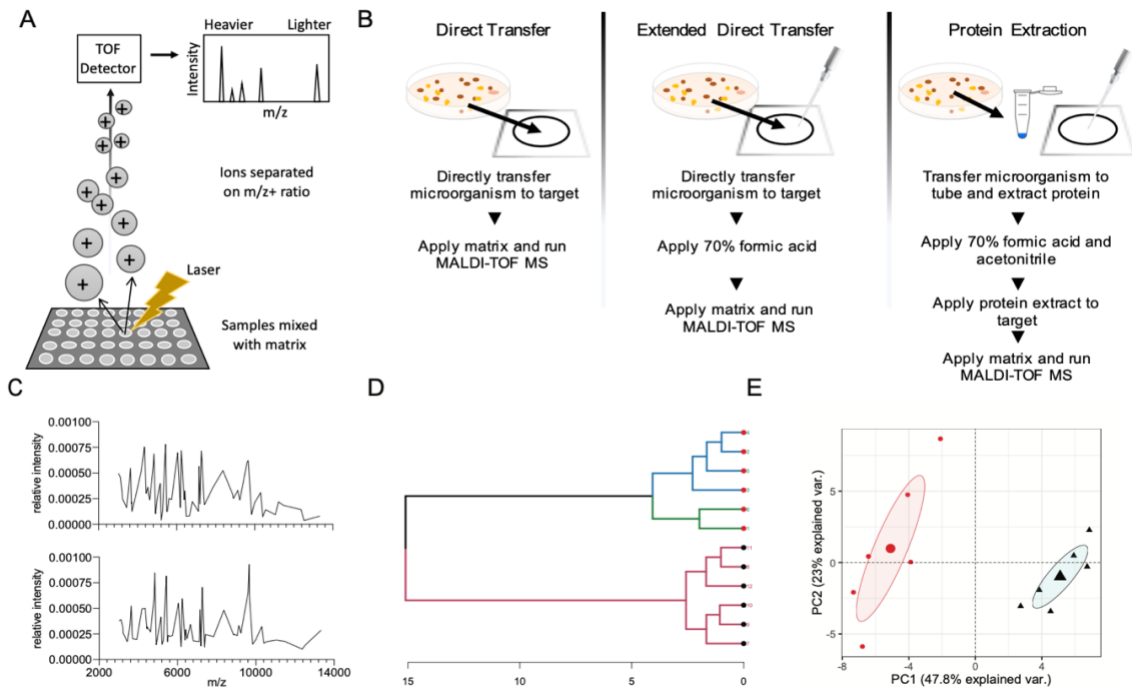 A
TOF
Detector
Heavier
Lighter
Intensity
m/z
Ions separated
on m/z+ ratio
Laser
Samples mixed
with matrix
+
+
+
+
+
+
+
+
+
+
+
B
Direct Transfer
Directly transfer
microorganism to target
Apply matrix and run
MALDI-TOF MS
Extended Direct Transfer
Directly transfer
microorganism to target
Apply 70% formic acid
Apply matrix and run
MALDI-TOF MS
Protein Extraction
Transfer microorganism to
tube and extract protein
Apply 70% formic acid and
acetonitrile
Apply protein extract to
target
Apply matrix and run
MALDI-TOF MS
C
relative intensity
0.00100
0.00075
0.00050
0.00025
0.00000
relative intensity
0.00100
0.00075
0.00050
0.00025
0.00000
2000
6000
10000
14000
m/z
D
15
10
5
0
E
PC2 (23% explained var.)
5
0
-5
-8
-4
0
4
PC1 (47.8% explained var.)